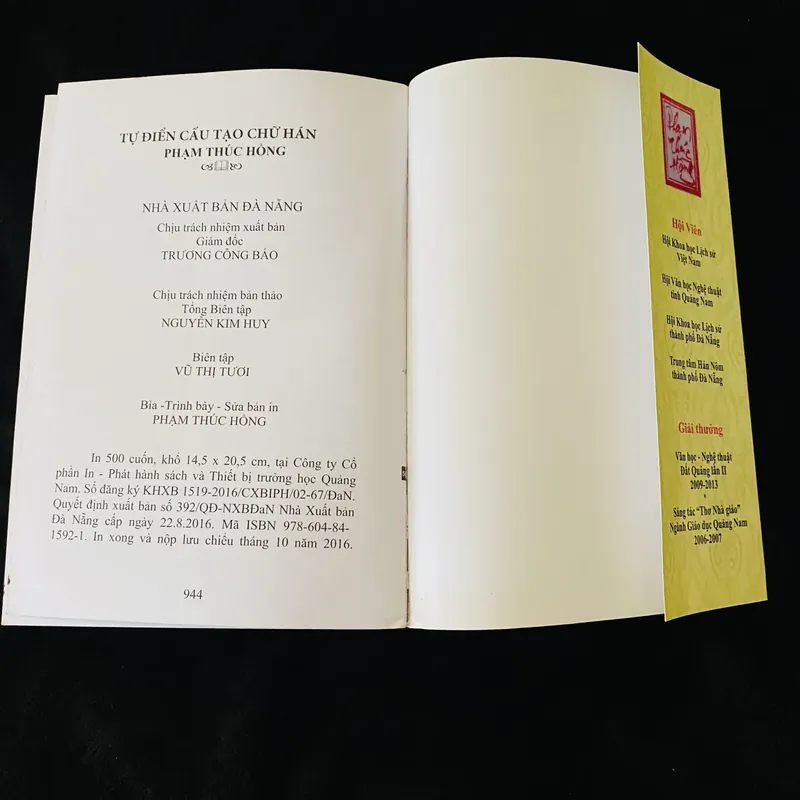 TỰ ĐIỂN CẤU TẠO CHỮ HÁN
PHẠM THÚC HỒNG
NHÀ XUẤT BẢN ĐÀ NẴNG
Chịu trách nhiệm xuất bản
Giám đốc
TRƯƠNG CÔNG BÁO
Chịu trách nhiệm bản thảo
Tổng Biên tập
NGUYỄN KIM HUY
Biên tập
VŨ THỊ TƯƠI
Bìa -Trình bày - Sửa bản in
PHẠM THÚC HỒNG
In 500 cuốn, khổ 14,5 x 20,5 cm, tại Công ty Cổ
phần In - Phát hành sách và Thiết bị trường học Quảng
Nam. Số đăng ký KHXB 1519-2016/CXBIPH/02-67/ĐaN.
Quyết định xuất bản số 392/QĐ-NXBĐaN Nhà Xuất bản
Đà Nẵng cấp ngày 22.8.2016. Mã ISBN 978-604-84-
1592-1. In xong và nộp lưu chiểu tháng 10 năm 2016.
944
Phạm
Thúc
Hồng
Hội Viên
Hội Khoa học Lịch sử
Việt Nam
Hội Văn học Nghệ thuật
tỉnh Quảng Nam
Hội Khoa học Lịch sử
thành phố Đà Nẵng
Trung tâm Hán Nôm
thành phố Đà Nẵng
Giải thưởng
Văn học - Nghệ thuật
Đất Quảng lần II
2009-2013
*
Sáng tác "Thơ Nhà giáo"
Ngành Giáo dục Quảng Nam
2006-2007